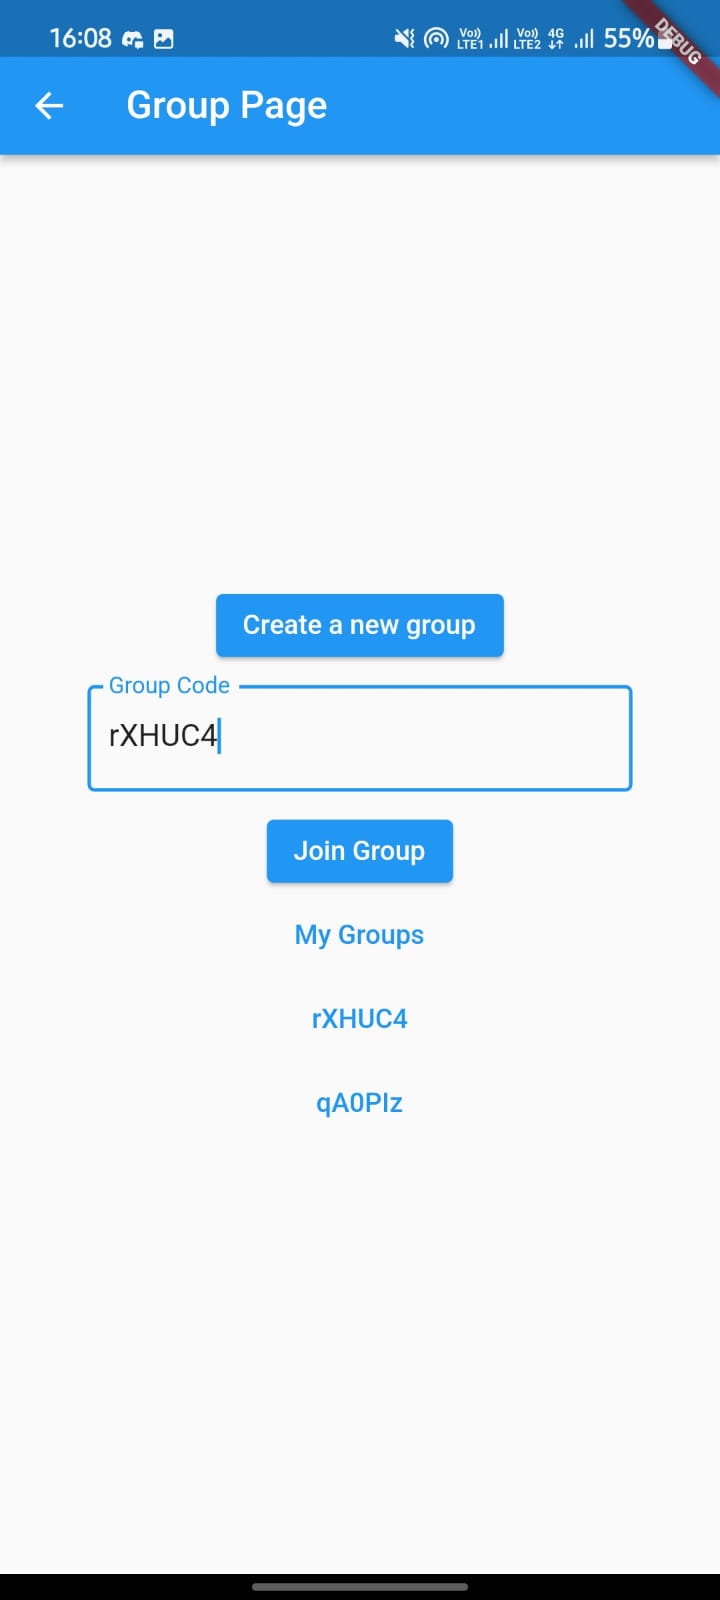 16:08 Vo)) LTE1 Vo)) LTE2 4G 55%
DEBUG
Group Page
Create a new group
Group Code
rXHUC4
Join Group
My Groups
rXHUC4
qA0PIz